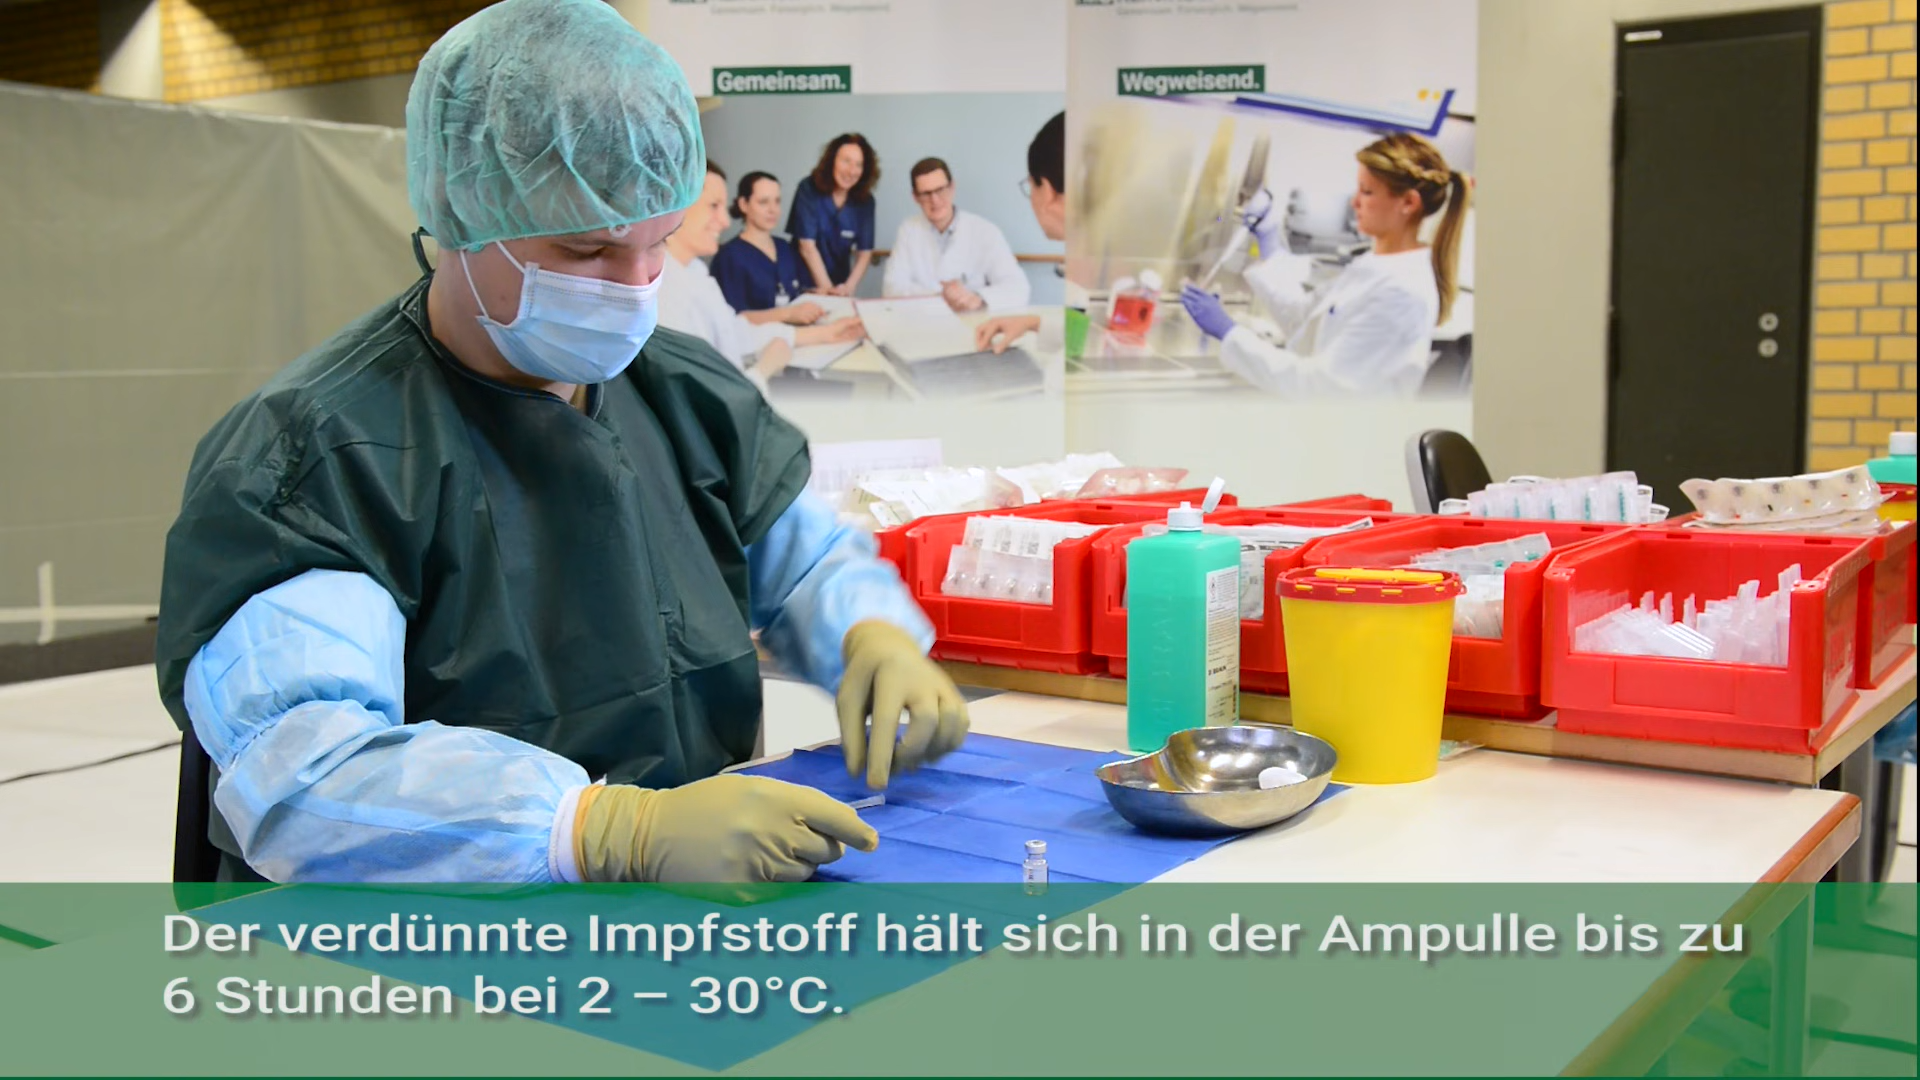 Gemeinsam.
Wegweisend.
Der verdünnte Impfstoff hält sich in der Ampulle bis zu
6 Stunden bei 2 – 30°C.